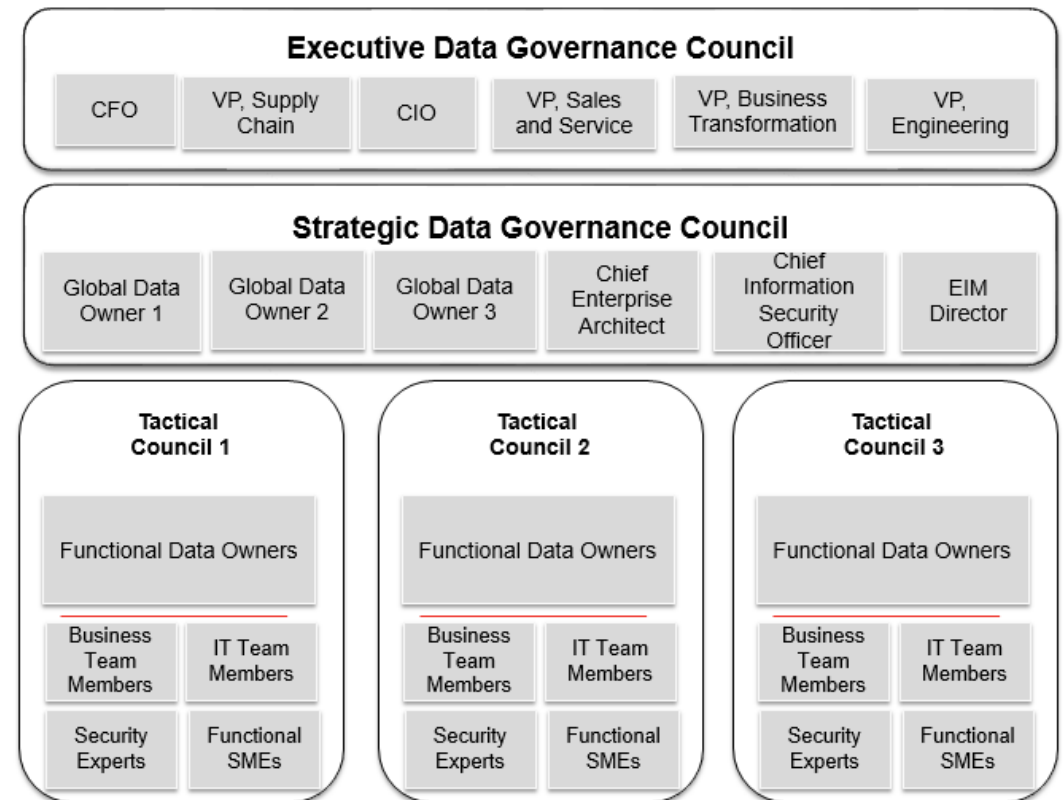 Executive Data Governance Council
CFO
VP, Supply
Chain
CIO
VP, Sales
and Service
VP, Business
Transformation
VP,
Engineering
Strategic Data Governance Council
Global Data
Owner 1
Global Data
Owner 2
Global Data
Owner 3
Chief
Enterprise
Architect
Chief
Information
Security
Officer
EIM
Director
Tactical
Council 1
Functional Data Owners
Business
Team
Members
IT Team
Members
Security
Experts
Functional
SMEs
Tactical
Council 2
Functional Data Owners
Business
Team
Members
IT Team
Members
Security
Experts
Functional
SMEs
Tactical
Council 3
Functional Data Owners
Business
Team
Members
IT Team
Members
Security
Experts
Functional
SMEs